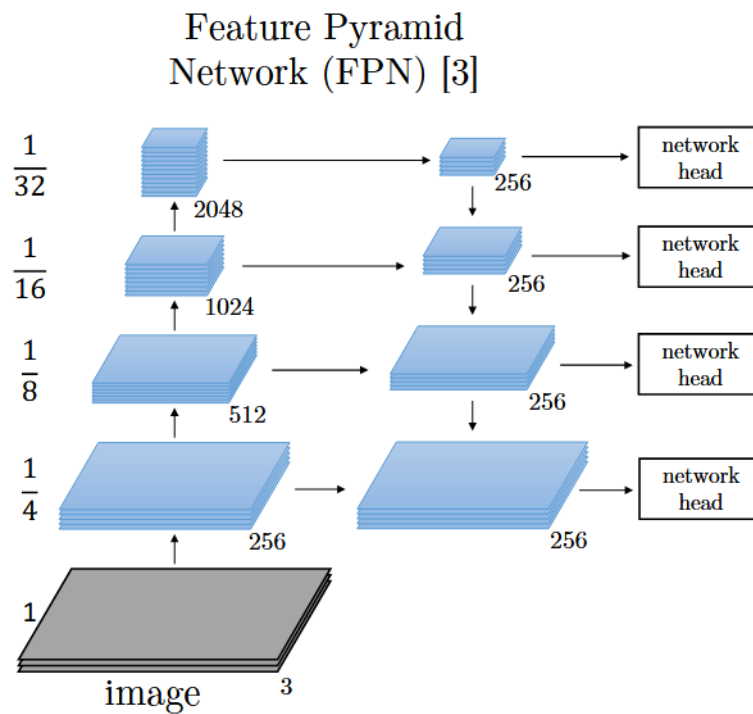 Feature Pyramid
Network (FPN) [3]
1
32
2048
256
network
head
1
16
1024
256
network
head
1
8
512
256
network
head
1
4
256
256
network
head
1
image
3